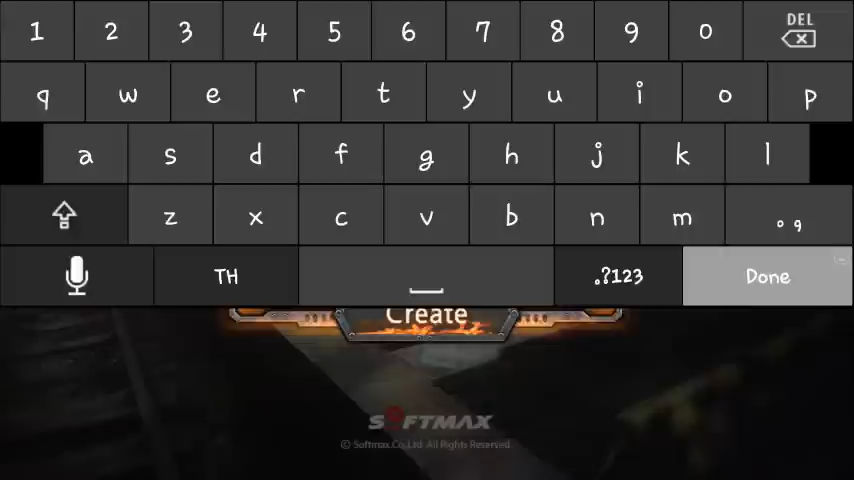 1 2 3 4 5 6 7 8 9 0 DEL
q w e r t y u i o p
a s d f g h j k l
z x c v b n m . ,
TH .?123 Done
Create
SOFTMAX
© Softmax.Co.Ltd. All Rights Reserved.